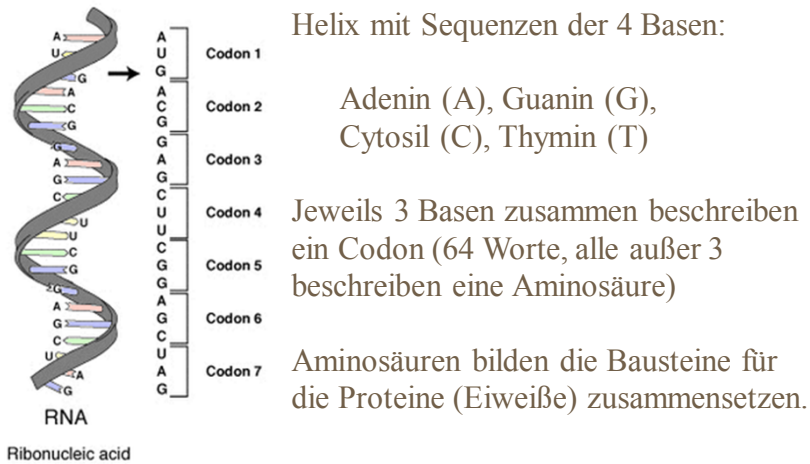 A
U
G
A
C
G
G
A
G
C
U
U
C
G
G
A
G
C
U
A
G
RNA
Ribonucleic acid
A
U
G
Codon 1
A
C
G
Codon 2
G
A
G
Codon 3
C
U
U
Codon 4
C
G
G
Codon 5
A
G
C
Codon 6
U
A
G
Codon 7
Helix mit Sequenzen der 4 Basen:
Adenin (A), Guanin (G),
Cytosil (C), Thymin (T)
Jeweils 3 Basen zusammen beschreiben
ein Codon (64 Worte, alle außer 3
beschreiben eine Aminosäure)
Aminosäuren bilden die Bausteine für
die Proteine (Eiweiße) zusammensetzen.